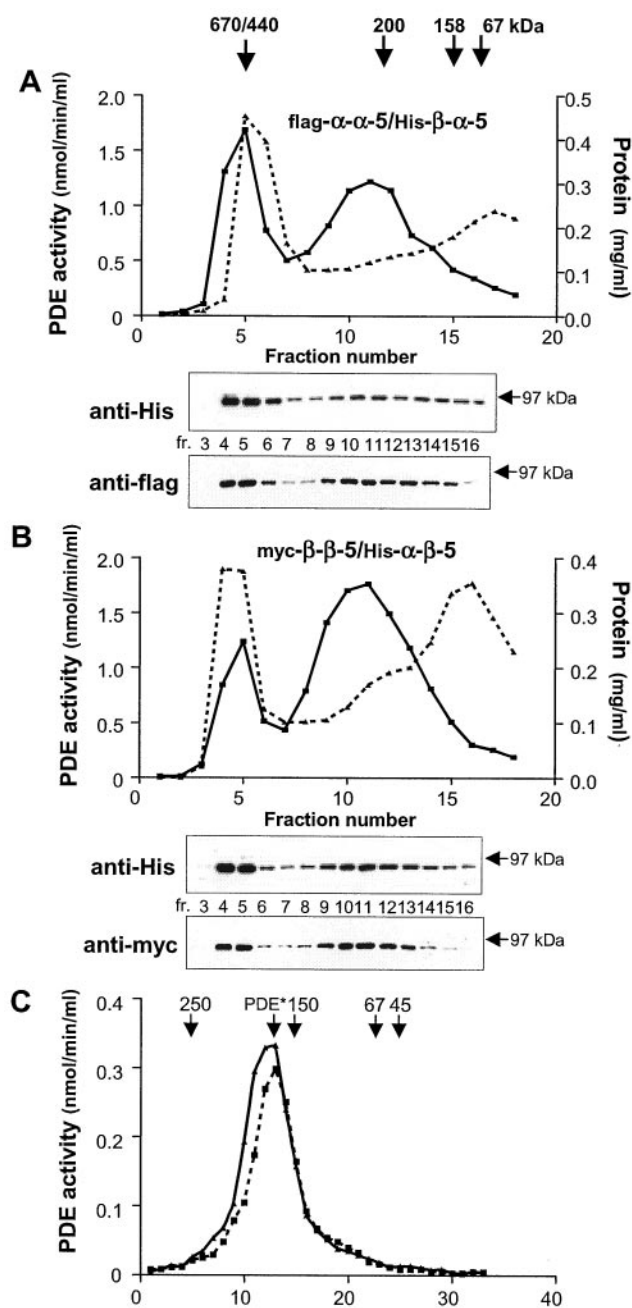 670/440 200 158 67 kDa
A
flag-α-α-5/His-β-α-5
PDE activity (nmol/min/ml)
2.0
1.5
1.0
0.5
0
0.5
0.4
0.3
0.2
0.1
0.0
Protein (mg/ml)
0 5 10 15 20
Fraction number
anti-His
97 kDa
fr. 3 4 5 6 7 8 9 10 11 12 13 14 15 16
anti-flag
97 kDa
B
myc-β-β-5/His-α-β-5
PDE activity (nmol/min/ml)
2.0
1.5
1.0
0.5
0
0.4
0.3
0.2
0.1
0.0
Protein (mg/ml)
0 5 10 15 20
Fraction number
anti-His
97 kDa
fr. 3 4 5 6 7 8 9 10 11 12 13 14 15 16
anti-myc
97 kDa
C
250 PDE* 150 67 45
PDE activity (nmol/min/ml)
0.4
0.3
0.2
0.1
0
0 10 20 30 40